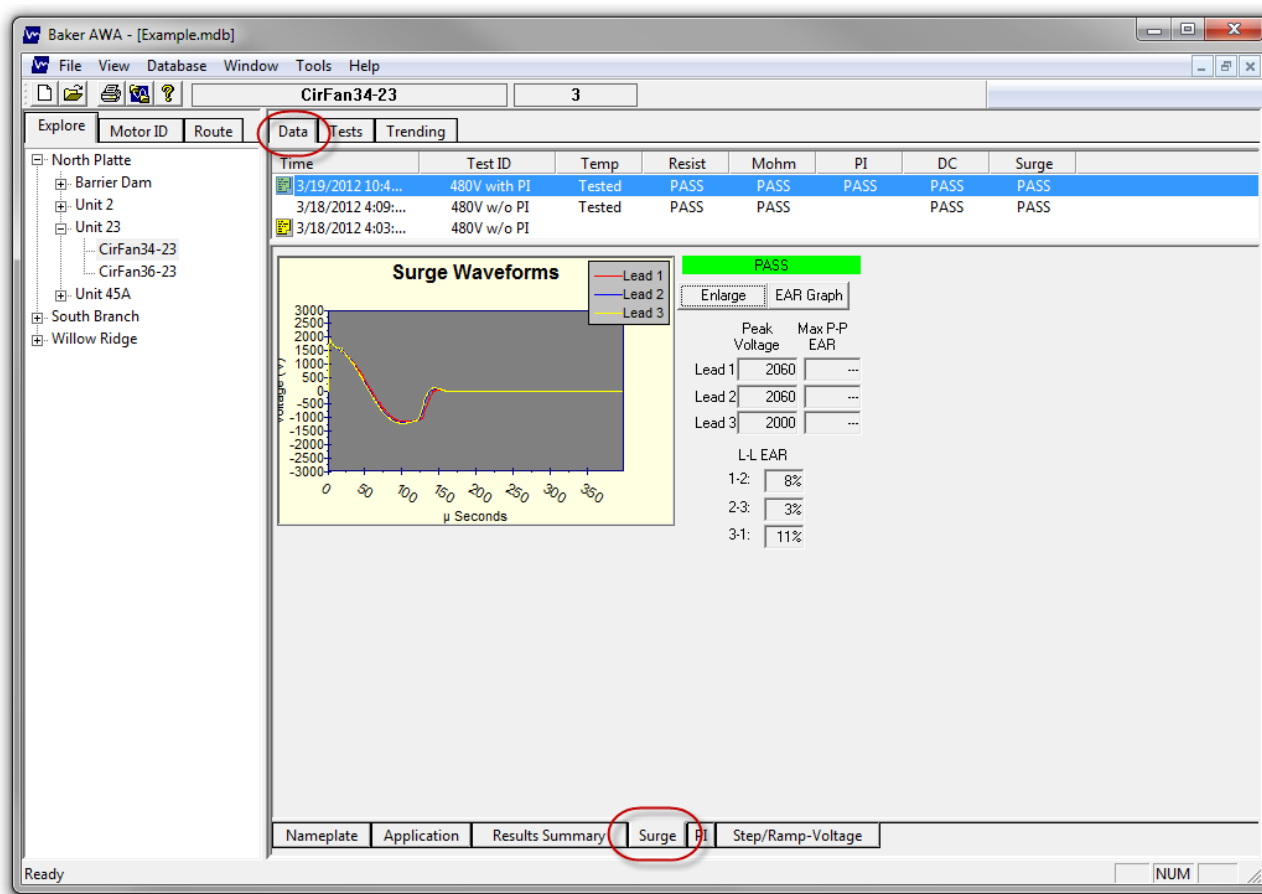 Baker AWA - [Example.mdb]
File View Database Window Tools Help
CirFan34-23 3
Explore Motor ID Route
Data Tests Trending
North Platte
Barrier Dam
Unit 2
Unit 23
CirFan34-23
CirFan36-23
Unit 45A
South Branch
Willow Ridge
Time Test ID Temp Resist Mohm PI DC Surge
3/19/2012 10:4... 480V with PI Tested PASS PASS PASS PASS PASS
3/18/2012 4:09:... 480V w/o PI Tested PASS PASS PASS PASS
3/18/2012 4:03:... 480V w/o PI
Surge Waveforms
Lead 1
Lead 2
Lead 3
3000
2500
2000
1500
1000
500
0
-500
-1000
-1500
-2000
-2500
-3000
Voltage (V)
0 50 100 150 200 250 300 350
µ Seconds
PASS
Enlarge EAR Graph
Peak Voltage Max P-P EAR
Lead 1 2060 ---
Lead 2 2060 ---
Lead 3 2000 ---
L-L EAR
1-2: 8%
2-3: 3%
3-1: 11%
Nameplate Application Results Summary Surge PI Step/Ramp-Voltage
Ready NUM